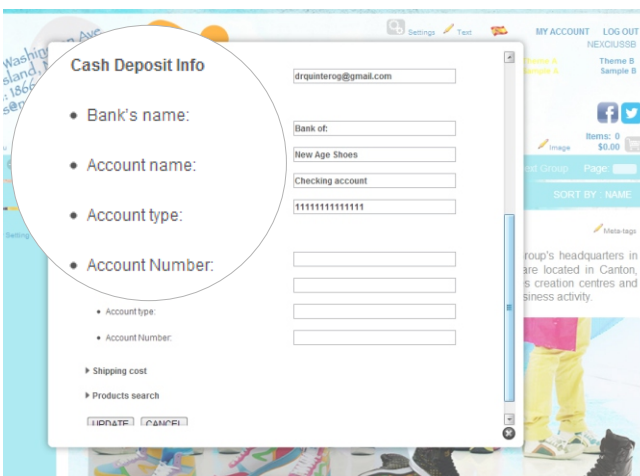 Washington Ave
Settings
Text
MY ACCOUNT LOG OUT
NEXCIUSSB
Theme A Theme B
Sample A Sample B
Cash Deposit Info
drquinterog@gmail.com
• Bank's name:
Bank of:
Items: 0
Image $0.00
• Account name:
New Age Shoes
Page:
Checking account
SORT BY : NAME
• Account type:
11111111111111
Setting
Meta-tags
• Account Number:
roup's headquarters in
are located in Canton,
s creation centres and
siness activity.
• Account type:
• Account Number:
Shipping cost
Products search
UPDATE CANCEL